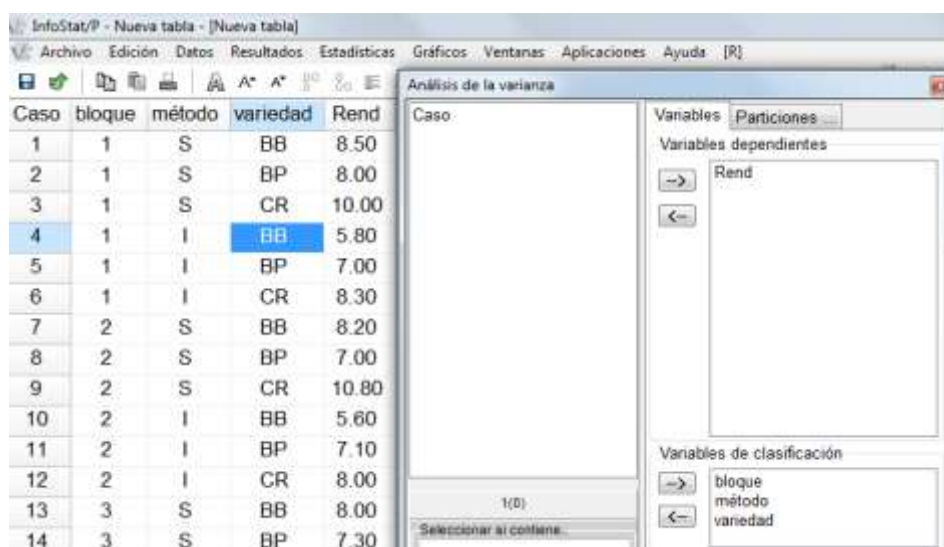 InfoStat/P - Nueva tabla - [Nueva tabla]
Archivo Edición Datos Resultados Estadísticas Gráficos Ventanas Aplicaciones Ayuda [R]
Análisis de la varianza
Caso bloque método variedad Rend
1 1 S BB 8.50
2 1 S BP 8.00
3 1 S CR 10.00
4 1 I BB 5.80
5 1 I BP 7.00
6 1 I CR 8.30
7 2 S BB 8.20
8 2 S BP 7.00
9 2 S CR 10.80
10 2 I BB 5.60
11 2 I BP 7.10
12 2 I CR 8.00
13 3 S BB 8.00
14 3 S BP 7.30
Caso
1(0)
Seleccionar si contiene...
Variables Particiones ...
Variables dependientes
Rend
Variables de clasificación
bloque
método
variedad